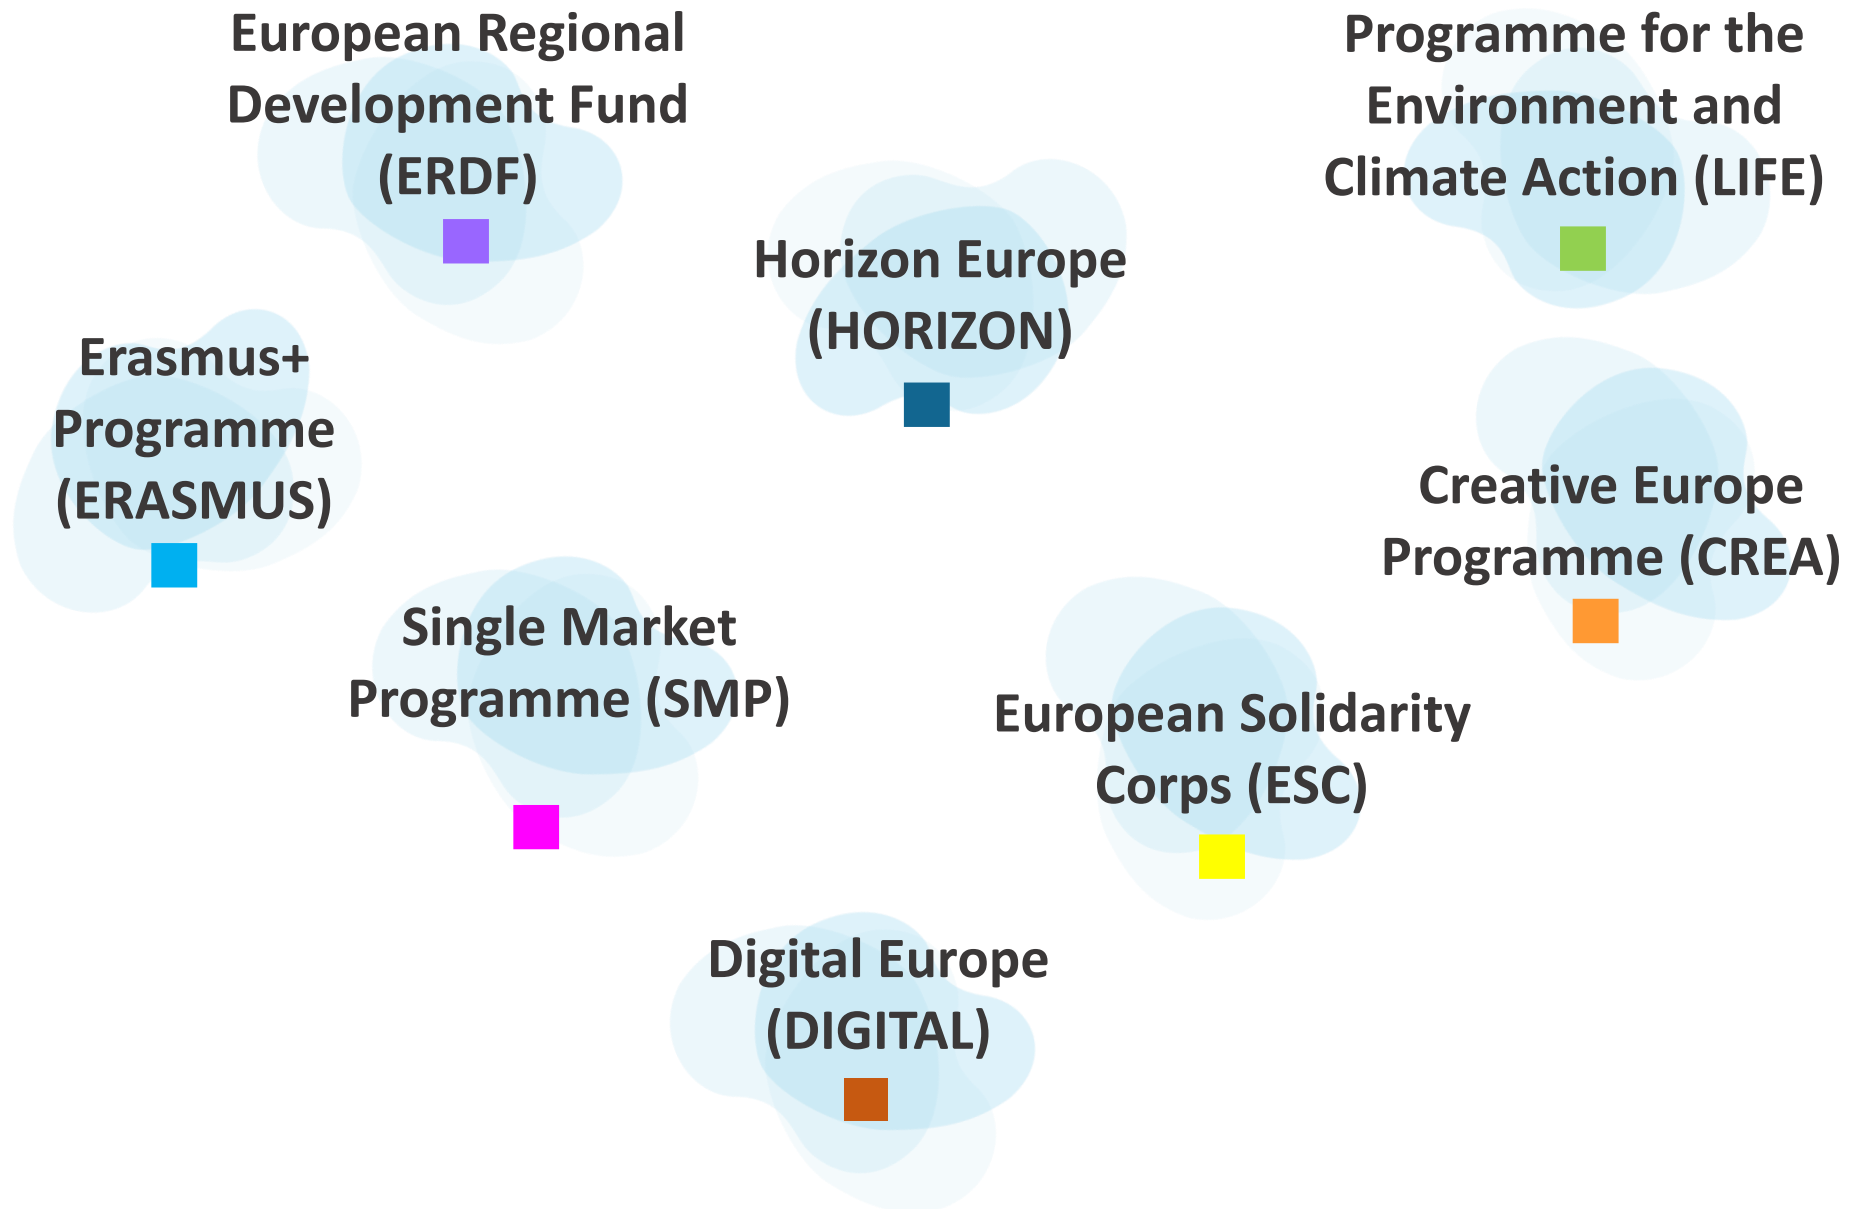 European Regional
Development Fund
(ERDF)
Programme for the
Environment and
Climate Action (LIFE)
Horizon Europe
(HORIZON)
Erasmus+
Programme
(ERASMUS)
Creative Europe
Programme (CREA)
Single Market
Programme (SMP)
European Solidarity
Corps (ESC)
Digital Europe
(DIGITAL)